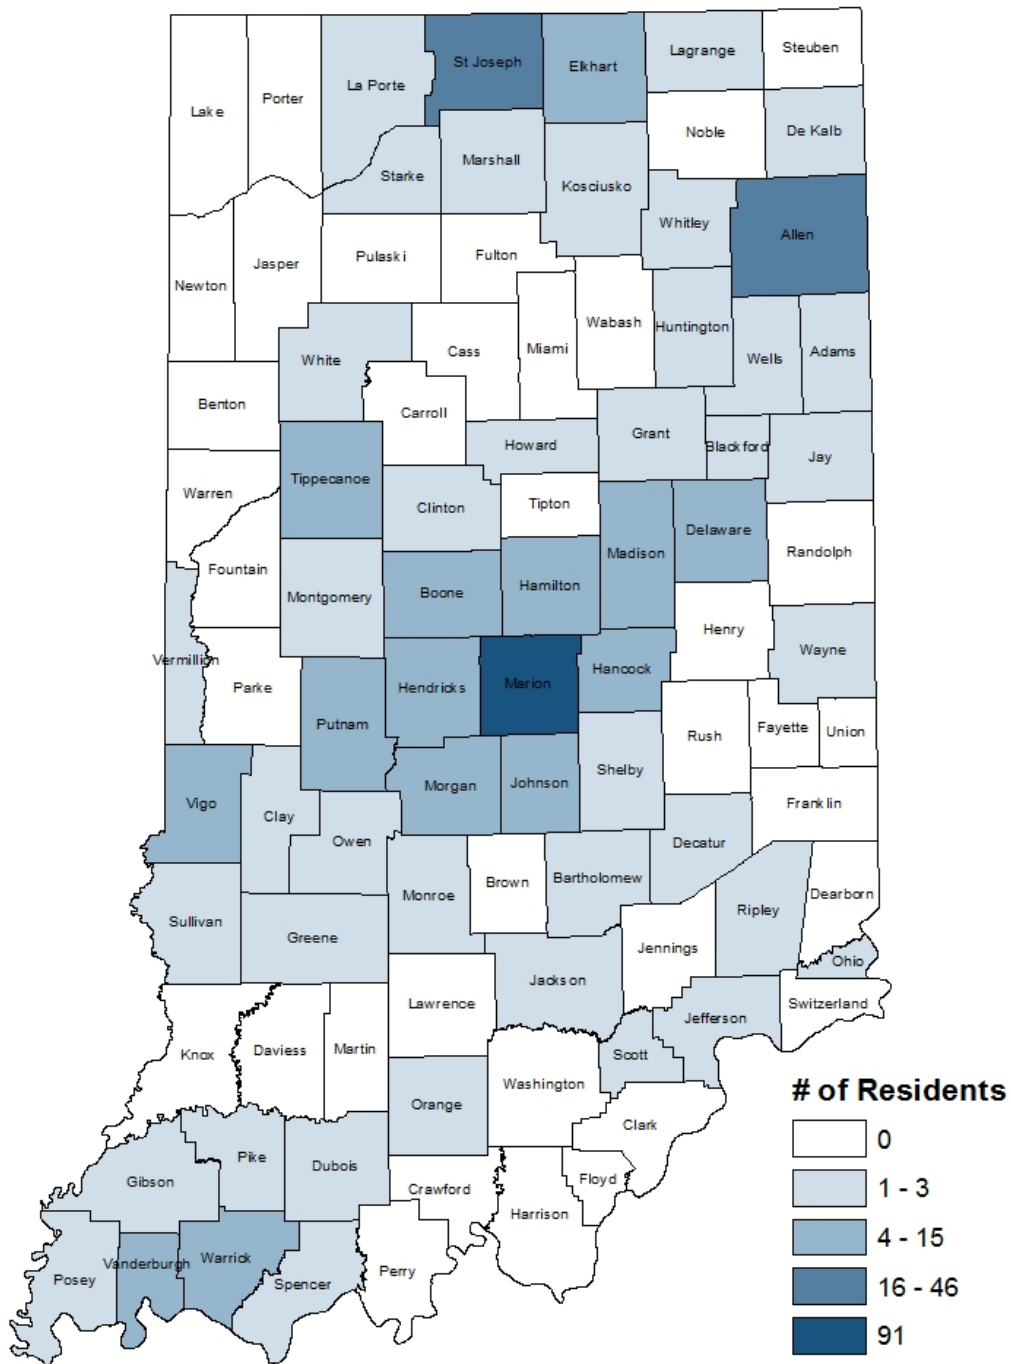 Steuben
Lagrange
St Joseph
Elkhart
La Porte
Porter
Lake
Noble
De Kalb
Marshall
Starke
Kosciusko
Whitley
Allen
Pulaski
Fulton
Jasper
Newton
Wabash
Huntington
Miami
Cass
White
Wells
Adams
Benton
Carroll
Grant
Howard
Blackford
Jay
Tippecanoe
Warren
Clinton
Tipton
Delaware
Madison
Randolph
Fountain
Hamilton
Boone
Montgomery
Henry
Wayne
Vermillion
Hancock
Marion
Hendricks
Parke
Putnam
Fayette
Union
Rush
Shelby
Johnson
Morgan
Vigo
Franklin
Clay
Owen
Decatur
Bartholomew
Brown
Monroe
Dearborn
Ripley
Sullivan
Greene
Jennings
Ohio
Jackson
Lawrence
Switzerland
Jefferson
Knox
Daviess
Martin
Scott
Washington
Orange
Clark
Pike
Dubois
Gibson
Floyd
Crawford
Harrison
Warrick
Vanderburgh
Posey
Spencer
Perry
# of Residents
0
1 - 3
4 - 15
16 - 46
91